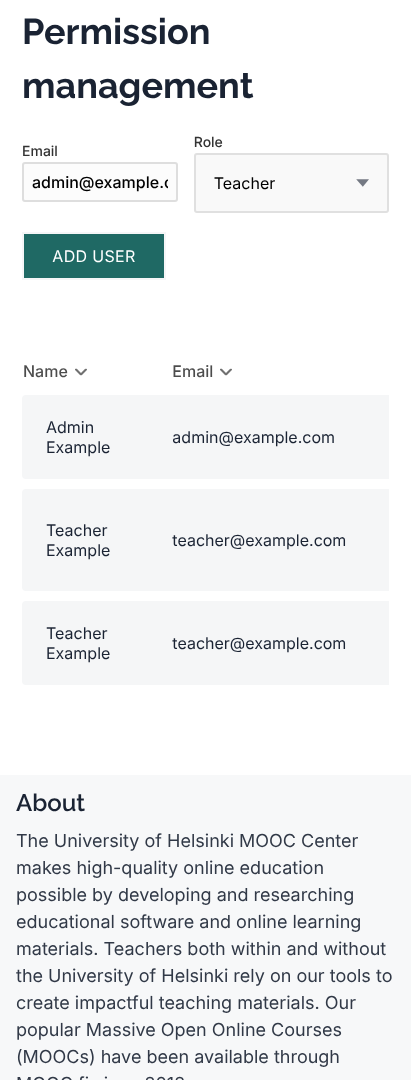 Permission
management
Email
Role
admin@example.c
Teacher
ADD USER
Name
Email
Admin
Example
admin@example.com
Teacher
Example
teacher@example.com
Teacher
Example
teacher@example.com
About
The University of Helsinki MOOC Center
makes high-quality online education
possible by developing and researching
educational software and online learning
materials. Teachers both within and without
the University of Helsinki rely on our tools to
create impactful teaching materials. Our
popular Massive Open Online Courses
(MOOCs) have been available through